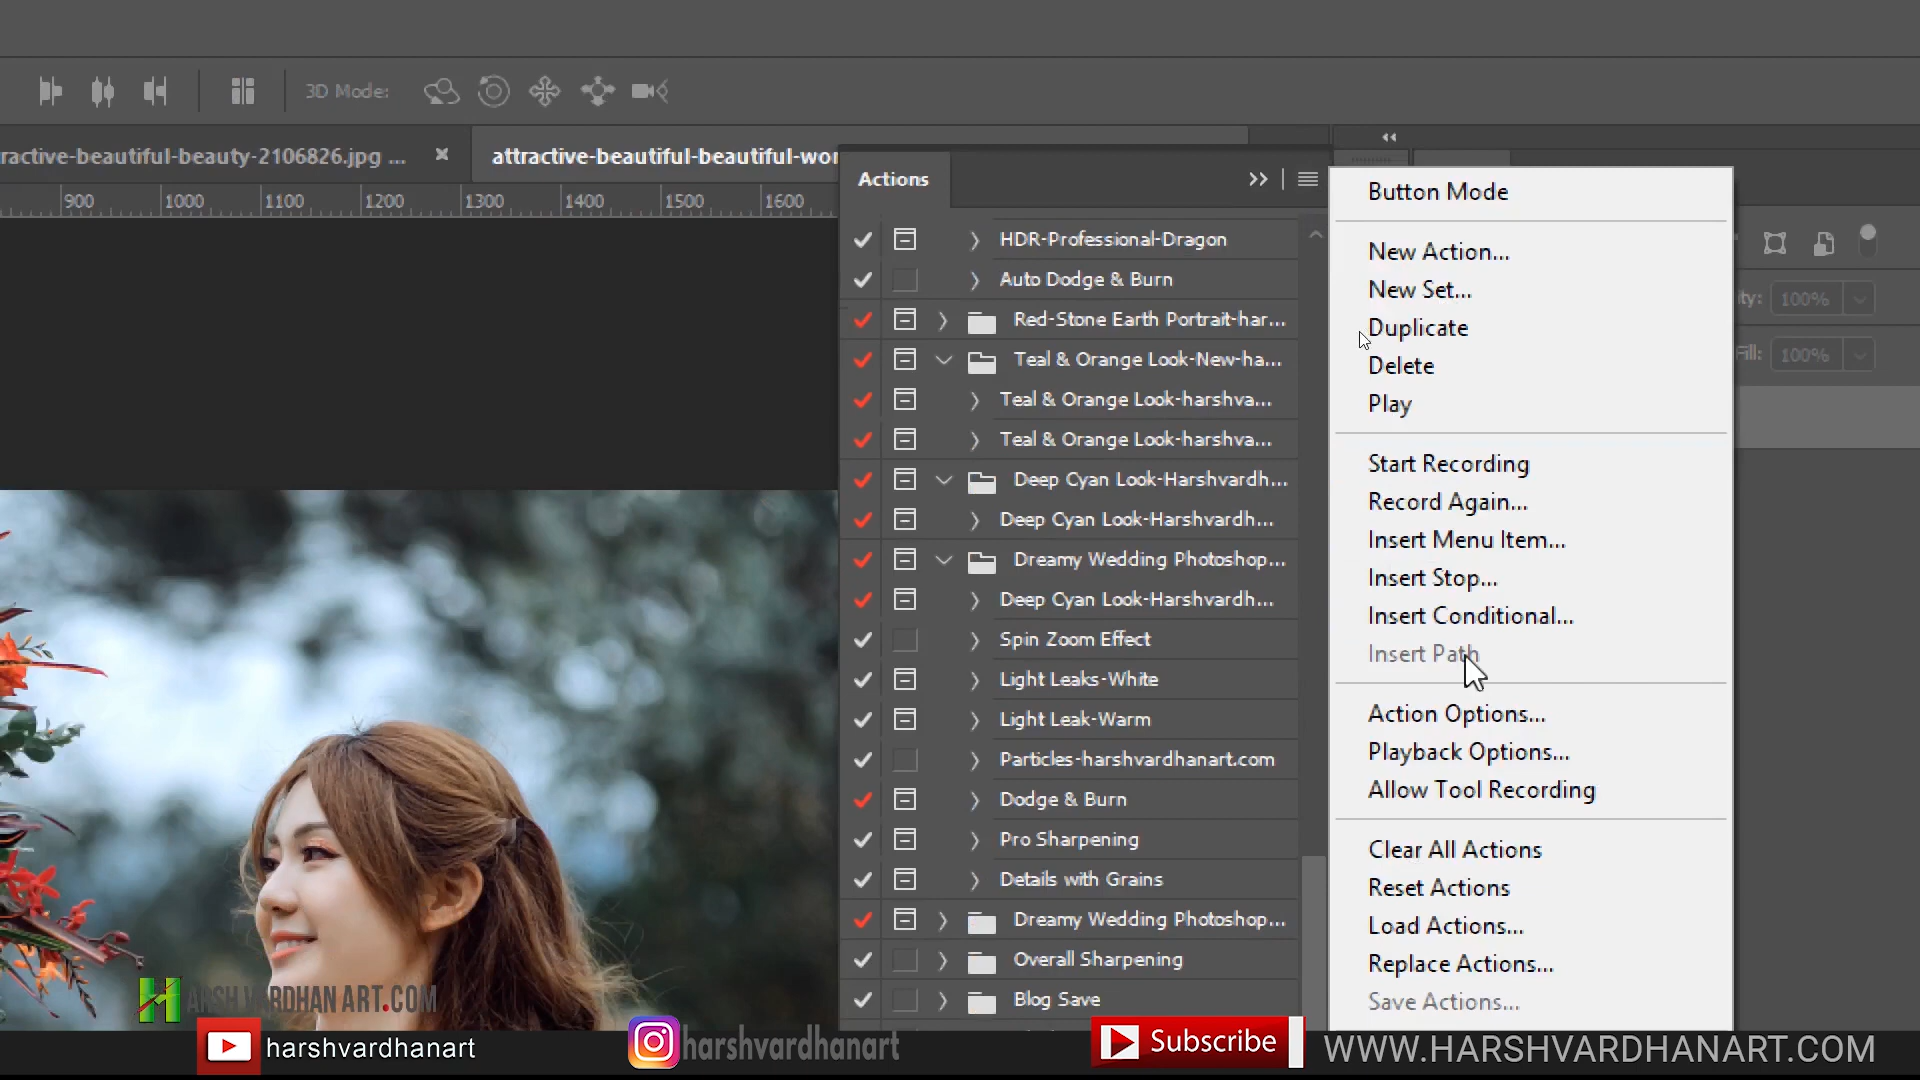 3D Mode:
ractive-beautiful-beauty-2106826.jpg ...
attractive-beautiful-beautiful-wor
900 1000 1100 1200 1300 1400 1500 1600
Actions
HDR-Professional-Dragon
Auto Dodge & Burn
Red-Stone Earth Portrait-har...
Teal & Orange Look-New-ha...
Teal & Orange Look-harshva...
Teal & Orange Look-harshva...
Deep Cyan Look-Harshvardh...
Deep Cyan Look-Harshvardh...
Dreamy Wedding Photoshop...
Deep Cyan Look-Harshvardh...
Spin Zoom Effect
Light Leaks-White
Light Leak-Warm
Particles-harshvardhanart.com
Dodge & Burn
Pro Sharpening
Details with Grains
Dreamy Wedding Photoshop...
Overall Sharpening
Blog Save
Button Mode
New Action...
New Set...
Duplicate
Delete
Play
Start Recording
Record Again...
Insert Menu Item...
Insert Stop...
Insert Conditional...
Insert Path
Action Options...
Playback Options...
Allow Tool Recording
Clear All Actions
Reset Actions
Load Actions...
Replace Actions...
Save Actions...
ity: 100%
Fill: 100%
HARSH VARDHAN ART.COM
harshvardhanart
harshvardhanart
Subscribe
WWW.HARSHVARDHANART.COM